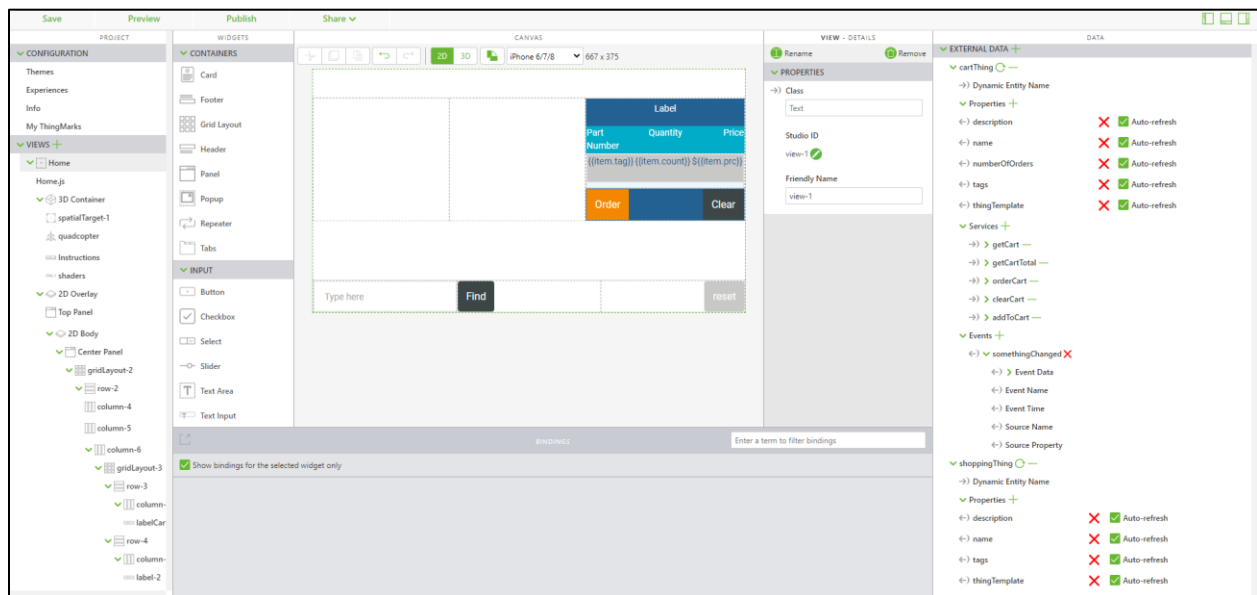 Save Preview Publish Share
PROJECT
CONFIGURATION
Themes
Experiences
Info
My ThingMarks
VIEWS
Home
Home.js
3D Container
spatialTarget-1
quadcopter
Instructions
shaders
2D Overlay
Top Panel
2D Body
Center Panel
gridLayout-2
row-2
column-4
column-5
column-6
gridLayout-3
row-3
column-
labelCar
row-4
column-
label-2
WIDGETS
CONTAINERS
Card
Footer
Grid Layout
Header
Panel
Popup
Repeater
Tabs
INPUT
Button
Checkbox
Select
Slider
Text Area
Text Input
CANVAS
2D 3D iPhone 6/7/8 667 x 375
Label
Part Number Quantity Price
{{item.tag}} {{item.count}} ${{item.prc}}
Order Clear
Type here Find reset
VIEW - DETAILS
Rename Remove
PROPERTIES
Class
Text
Studio ID
view-1
Friendly Name
view-1
BINDINGS
Enter a term to filter bindings
Show bindings for the selected widget only
DATA
EXTERNAL DATA
cartThing
Dynamic Entity Name
Properties
description Auto-refresh
name Auto-refresh
numberOfOrders Auto-refresh
tags Auto-refresh
thingTemplate Auto-refresh
Services
getCart
getCartTotal
orderCart
clearCart
addToCart
Events
somethingChanged
Event Data
Event Name
Event Time
Source Name
Source Property
shoppingThing
Dynamic Entity Name
Properties
description Auto-refresh
name Auto-refresh
tags Auto-refresh
thingTemplate Auto-refresh